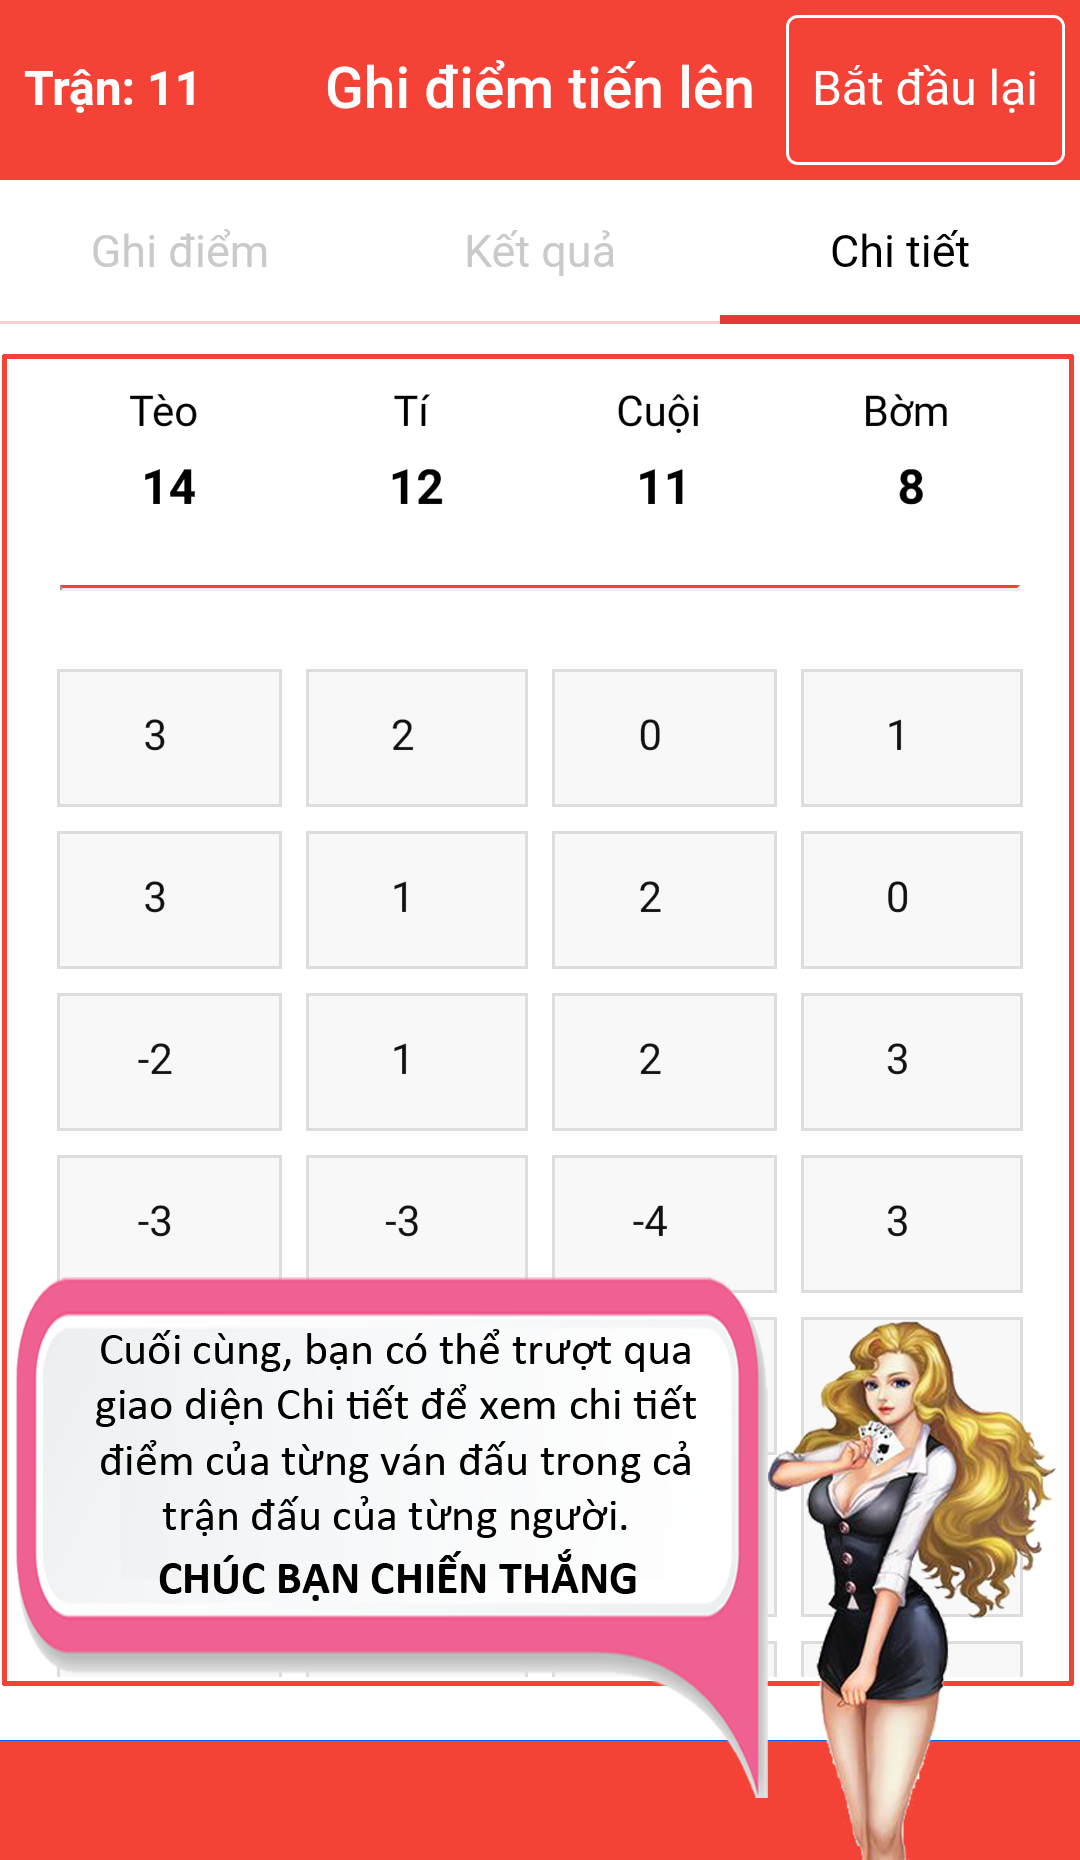 Trận: 11 Ghi điểm tiến lên Bắt đầu lại
Ghi điểm Kết quả Chi tiết
Tèo Tí Cuội Bờm
14 12 11 8
3 2 0 1
3 1 2 0
-2 1 2 3
-3 -3 -4 3
Cuối cùng, bạn có thể trượt qua
giao diện Chi tiết để xem chi tiết
điểm của từng ván đấu trong cả
trận đấu của từng người.
CHÚC BẠN CHIẾN THẮNG